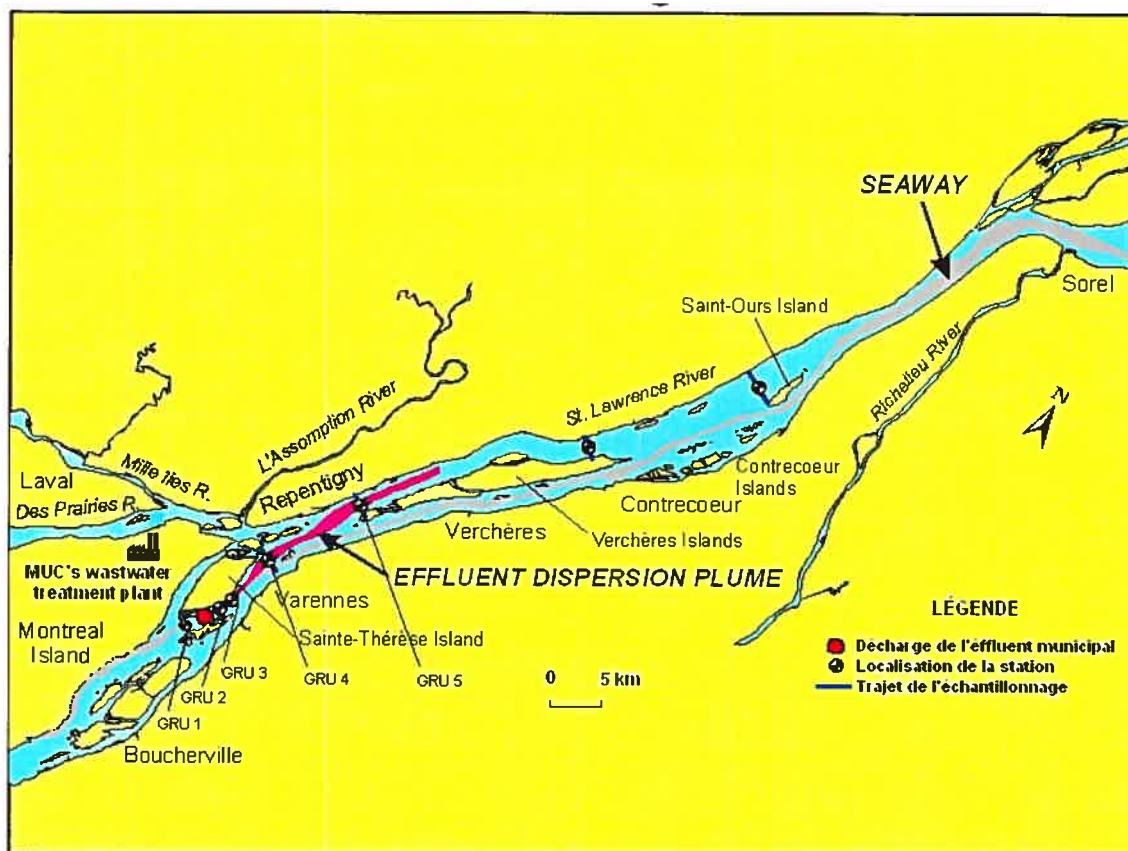 SEAWAY
Sorel
Saint-Ours Island
Richelieu River
St. Lawrence River
N
L'Assomption River
Mille îles R.
Repentigny
Laval
Des Prairies R.
Contrecoeur
Islands
Contrecoeur
Verchères
Verchères Islands
MUC's wastwater
treatment plant
EFFLUENT DISPERSION PLUME
Varennes
Montreal
Island
Sainte-Thérèse Island
GRU 3
GRU 4
GRU 5
GRU 2
GRU 1
Boucherville
0 5 km
LÉGENDE
Décharge de l'éffluent municipal
Localisation de la station
Trajet de l'échantillonnage